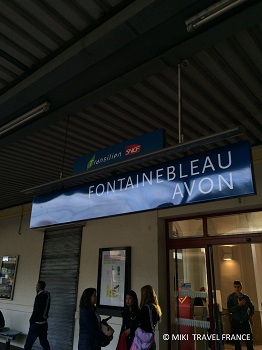 Transilien SNCF
FONTAINEBLEAU
AVON
© MIKI TRAVEL FRANCE